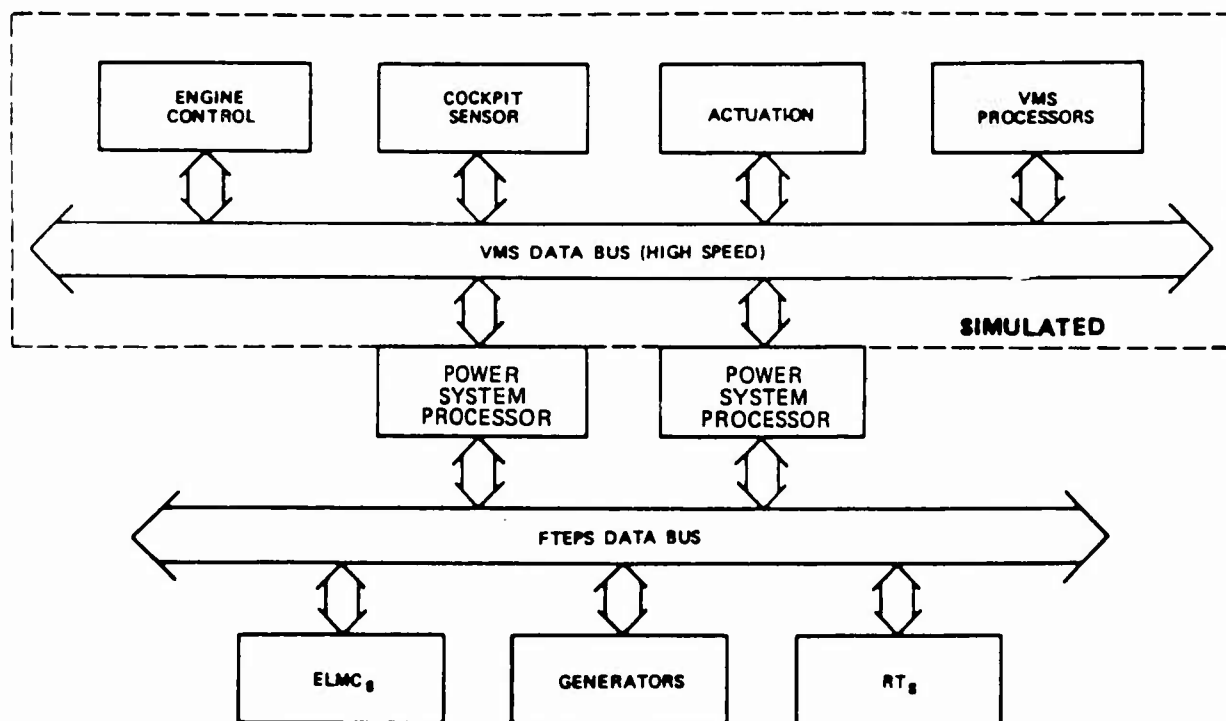 ENGINE
CONTROL
COCKPIT
SENSOR
ACTUATION
VMS
PROCESSORS
VMS DATA BUS (HIGH SPEED)
SIMULATED
POWER
SYSTEM
PROCESSOR
POWER
SYSTEM
PROCESSOR
FTEPS DATA BUS
ELMCs
GENERATORS
RTs